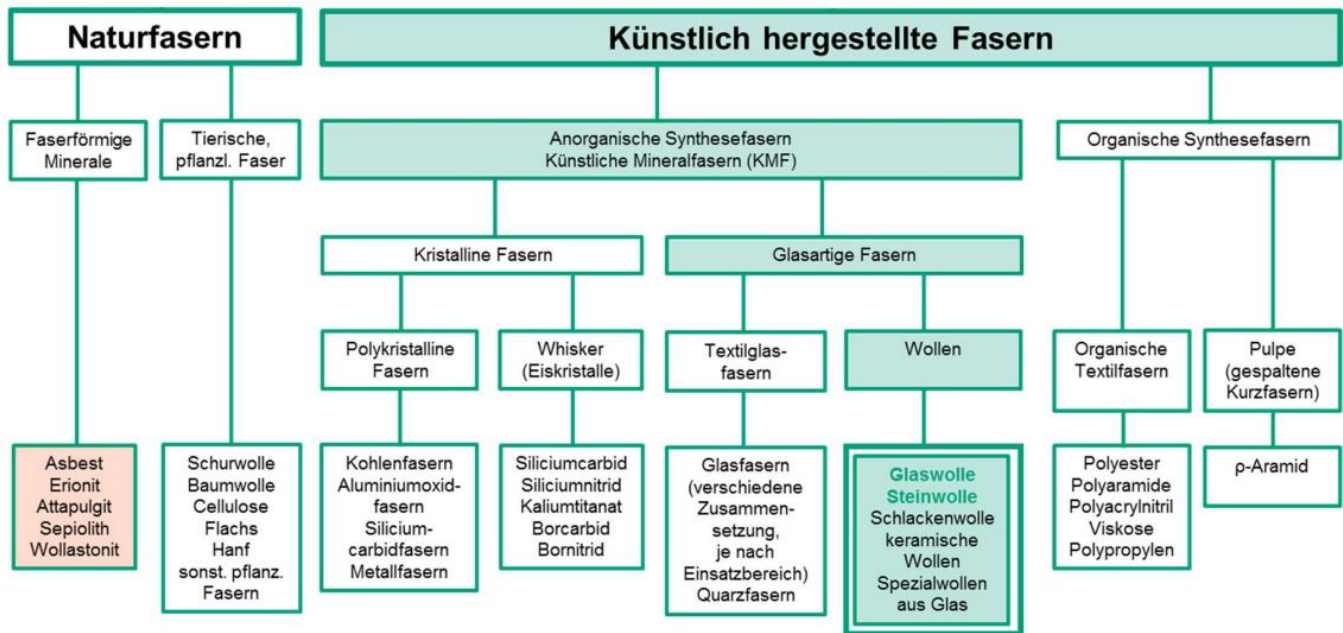 Naturfasern
Künstlich hergestellte Fasern
Faserförmige
Minerale
Tierische,
pflanzl. Faser
Anorganische Synthesefasern
Künstliche Mineralfasern (KMF)
Organische Synthesefasern
Kristalline Fasern
Glasartige Fasern
Polykristalline
Fasern
Whisker
(Eiskristalle)
Textilglas-
fasern
Wollen
Organische
Textilfasern
Pulpe
(gespaltene
Kurzfasern)
Asbest
Erionit
Attapulgit
Sepiolith
Wollastonit
Schurwolle
Baumwolle
Cellulose
Flachs
Hanf
sonst. pflanz.
Fasern
Kohlenfasern
Aluminiumoxid-
fasern
Silicium-
carbidfasern
Metallfasern
Siliciumcarbid
Siliciumnitrid
Kaliumtitanat
Borcarbid
Bornitrid
Glasfasern
(verschiedene
Zusammen-
setzung,
je nach
Einsatzbereich)
Quarzfasern
Glaswolle
Steinwolle
Schlackenwolle
keramische
Wollen
Spezialwollen
aus Glas
Polyester
Polyaramide
Polyacrylnitril
Viskose
Polypropylen
ρ-Aramid